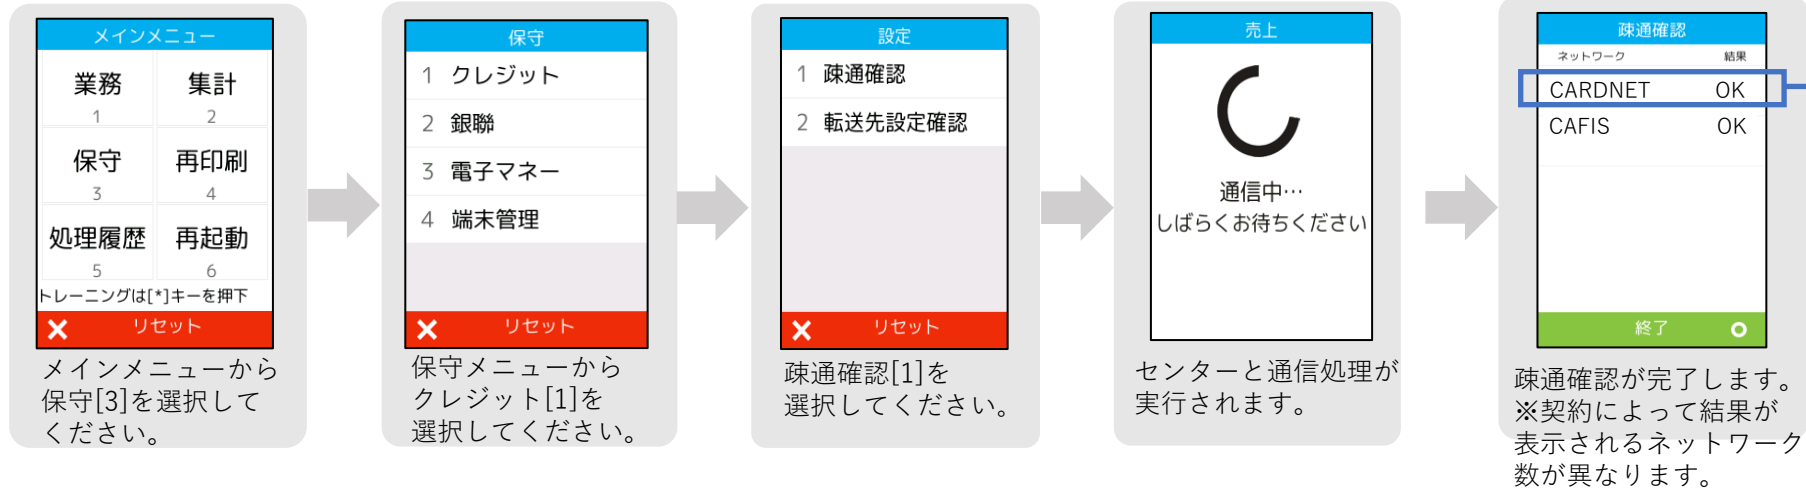 メインメニュー
業務 集計
1 2
保守 再印刷
3 4
処理履歴 再起動
5 6
トレーニングは[*]キーを押下
リセット
メインメニューから
保守[3]を選択して
ください。
保守
1 クレジット
2 銀聯
3 電子マネー
4 端末管理
リセット
保守メニューから
クレジット[1]を
選択してください。
設定
1 疎通確認
2 転送先設定確認
リセット
疎通確認[1]を
選択してください。
売上
通信中…
しばらくお待ちください
センターと通信処理が
実行されます。
疎通確認
ネットワーク 結果
CARDNET OK
CAFIS OK
終了
疎通確認が完了します。
※契約によって結果が
表示されるネットワーク
数が異なります。